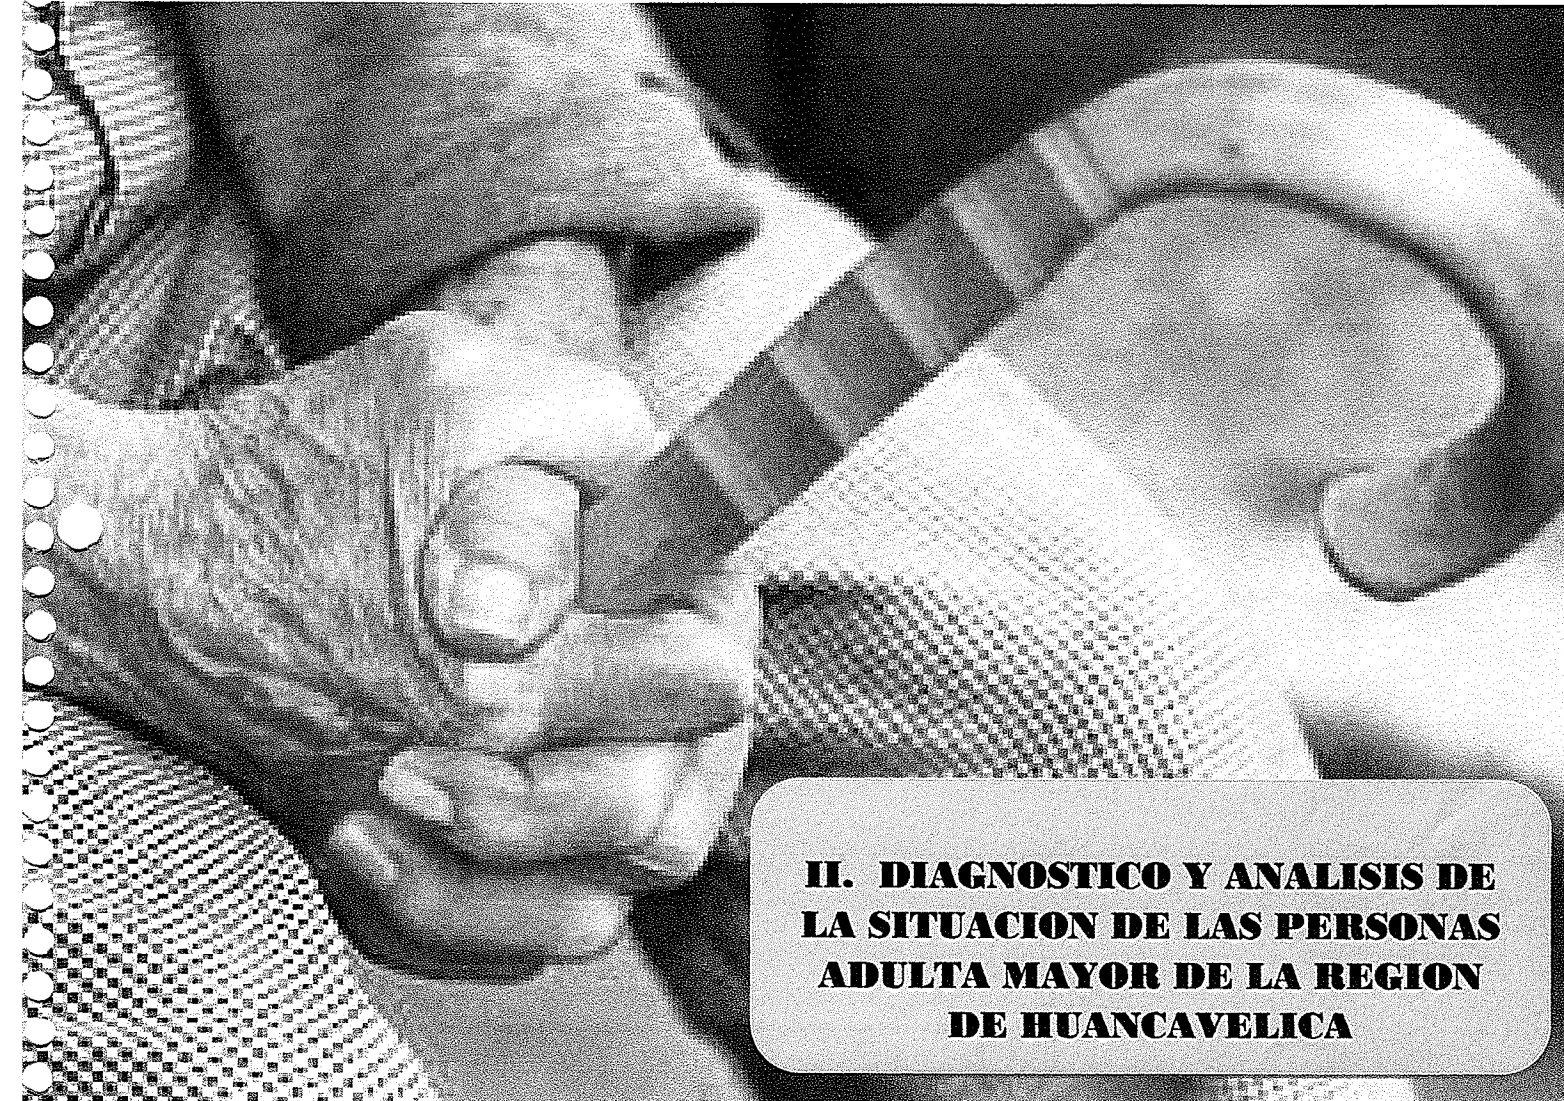 II. DIAGNOSTICO Y ANALISIS DE
LA SITUACION DE LAS PERSONAS
ADULTA MAYOR DE LA REGION
DE HUANCAVELICA